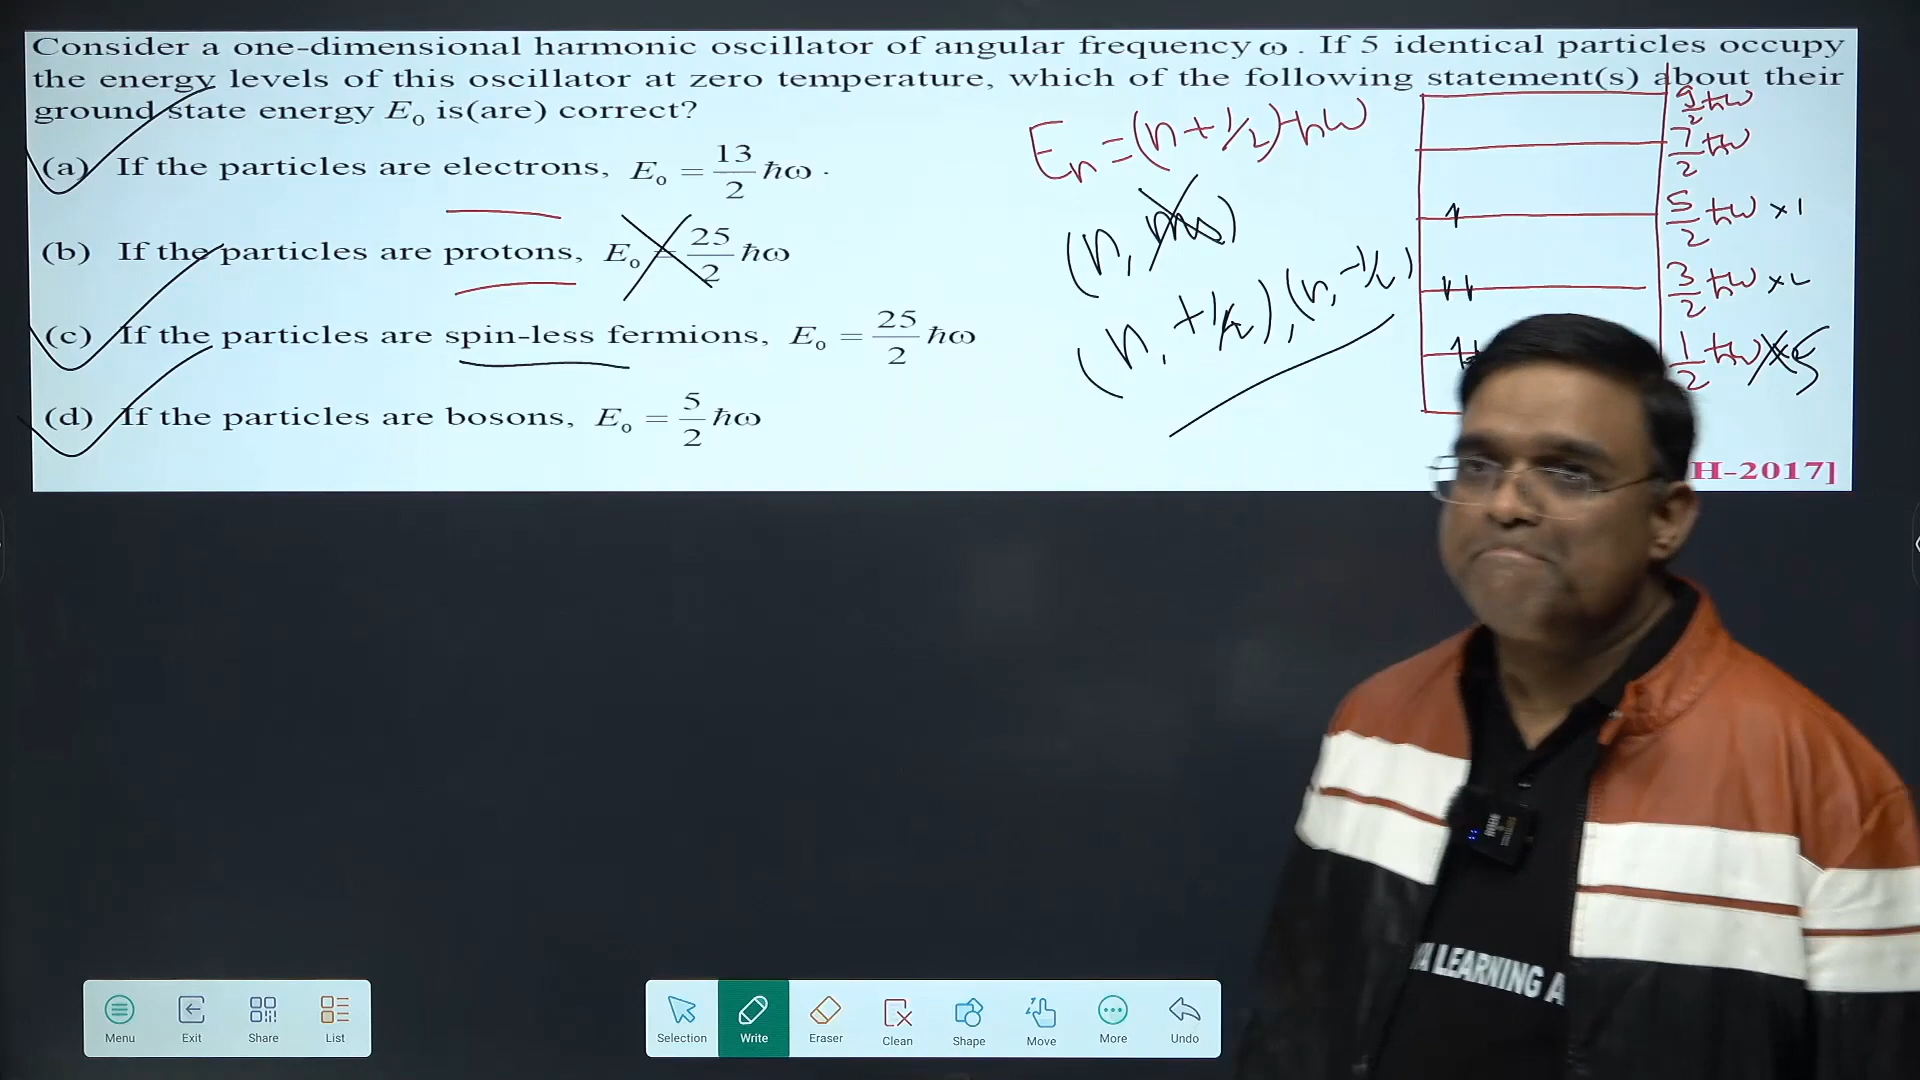 Consider a one-dimensional harmonic oscillator of angular frequency ω. If 5 identical particles occupy
the energy levels of this oscillator at zero temperature, which of the following statement(s) about their
ground state energy E₀ is(are) correct?
(a) If the particles are electrons, E₀ = 13/2 ħω.
(b) If the particles are protons, E₀ = 25/2 ħω
(c) If the particles are spin-less fermions, E₀ = 25/2 ħω
(d) If the particles are bosons, E₀ = 5/2 ħω
Eₙ = (n + 1/2) ħω
(n, ms)
(n, +1/2), (n, -1/2)
9/2 ħω
7/2 ħω
5/2 ħω × 1
3/2 ħω × 2
1/2 ħω
H-2017]
LEARNING A
Menu
Exit
Share
List
Selection
Write
Eraser
Clean
Shape
Move
More
Undo